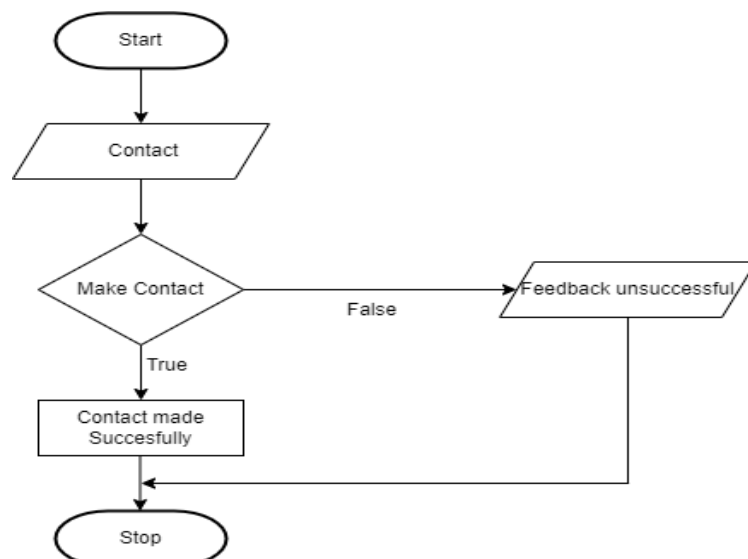 Start
Contact
Make Contact
False
Feedback unsuccessful
True
Contact made
Succesfully
Stop